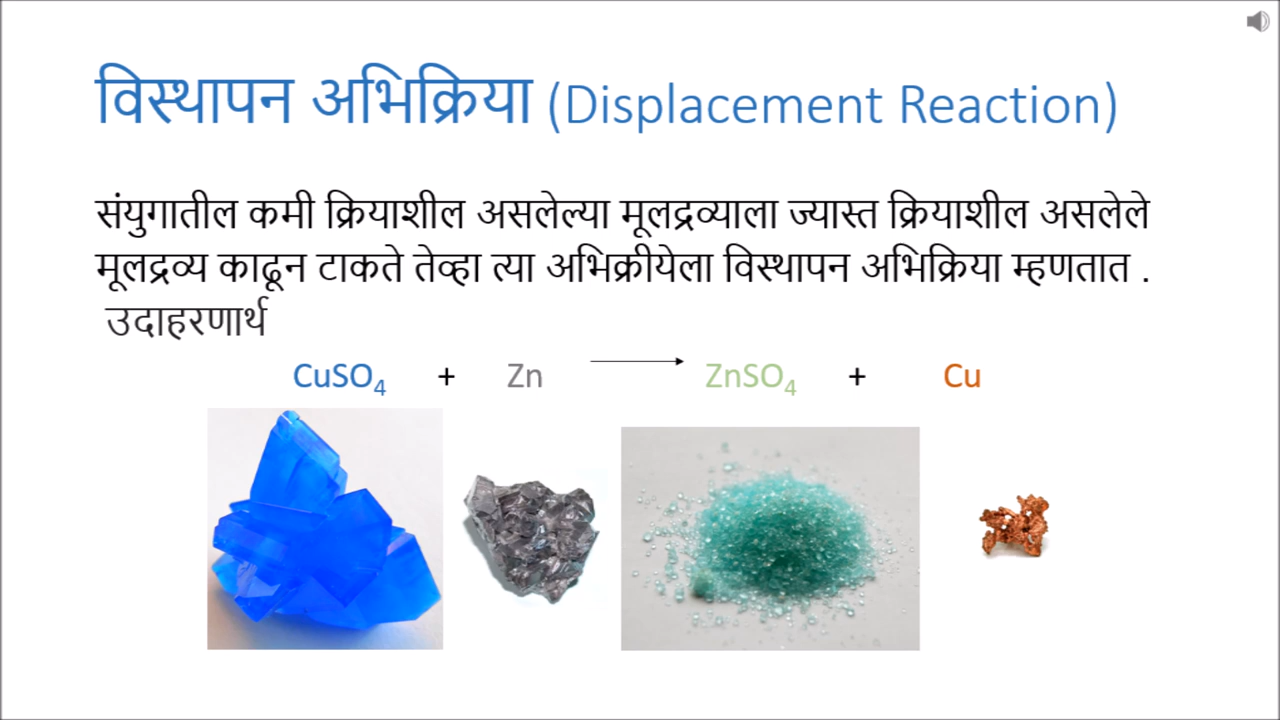 विस्थापन अभिक्रिया (Displacement Reaction)
संयुगातील कमी क्रियाशील असलेल्या मूलद्रव्याला ज्यास्त क्रियाशील असलेले
मूलद्रव्य काढून टाकते तेव्हा त्या अभिक्रीयेला विस्थापन अभिक्रिया म्हणतात .
उदाहरणार्थ
CuSO₄ + Zn → ZnSO₄ + Cu